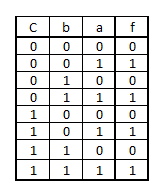 C b a f
0 0 0 0
0 0 1 1
0 1 0 0
0 1 1 1
1 0 0 0
1 0 1 1
1 1 0 0
1 1 1 1